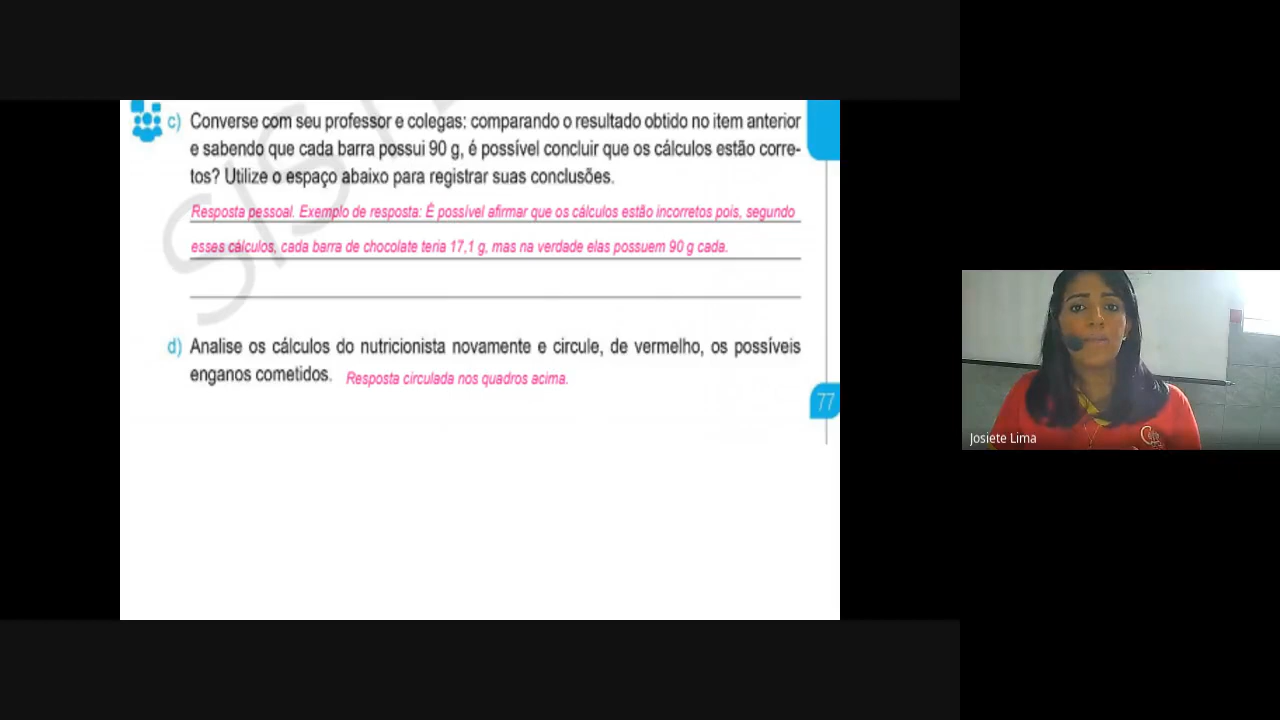 c) Converse com seu professor e colegas: comparando o resultado obtido no item anterior
e sabendo que cada barra possui 90 g, é possível concluir que os cálculos estão corre-
tos? Utilize o espaço abaixo para registrar suas conclusões.
Resposta pessoal. Exemplo de resposta: É possível afirmar que os cálculos estão incorretos pois, segundo
esses cálculos, cada barra de chocolate teria 17,1 g, mas na verdade elas possuem 90 g cada.
d) Analise os cálculos do nutricionista novamente e circule, de vermelho, os possíveis
enganos cometidos. Resposta circulada nos quadros acima.
77
Josiete Lima